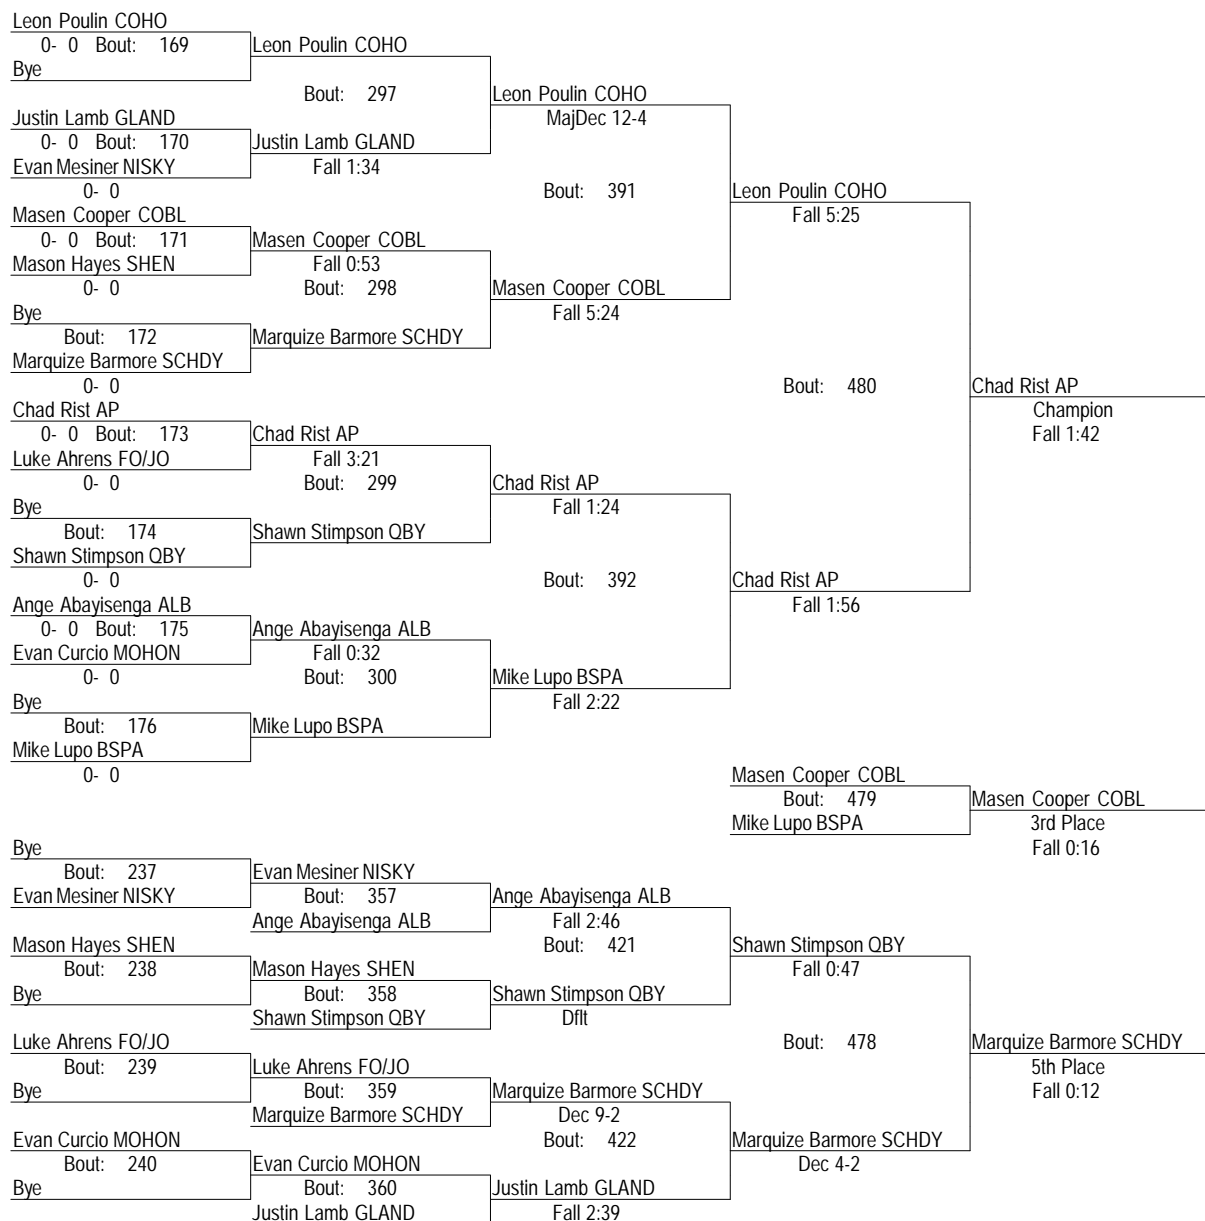 Leon Poulin COHO
0- 0 Bout: 169 Leon Poulin COHO
Bye
Bout: 297 Leon Poulin COHO
Justin Lamb GLAND MajDec 12-4
0- 0 Bout: 170 Justin Lamb GLAND
Evan Mesiner NISKY Fall 1:34
0- 0 Bout: 391 Leon Poulin COHO
Masen Cooper COBL Fall 5:25
0- 0 Bout: 171 Masen Cooper COBL
Mason Hayes SHEN Fall 0:53
0- 0 Bout: 298 Masen Cooper COBL
Bye Fall 5:24
Bout: 172 Marquize Barmore SCHDY
Marquize Barmore SCHDY
0- 0 Bout: 480 Chad Rist AP
Chad Rist AP Champion
0- 0 Bout: 173 Chad Rist AP Fall 1:42
Luke Ahrens FO/JO Fall 3:21
0- 0 Bout: 299 Chad Rist AP
Bye Fall 1:24
Bout: 174 Shawn Stimpson QBY
Shawn Stimpson QBY
0- 0 Bout: 392 Chad Rist AP
Ange Abayisenga ALB Fall 1:56
0- 0 Bout: 175 Ange Abayisenga ALB
Evan Curcio MOHON Fall 0:32
0- 0 Bout: 300 Mike Lupo BSPA
Bye Fall 2:22
Bout: 176 Mike Lupo BSPA
Mike Lupo BSPA
0- 0 Masen Cooper COBL
Bout: 479 Masen Cooper COBL
Mike Lupo BSPA 3rd Place
Bye Fall 0:16
Bout: 237 Evan Mesiner NISKY
Evan Mesiner NISKY Bout: 357 Ange Abayisenga ALB
Ange Abayisenga ALB Fall 2:46
Mason Hayes SHEN Bout: 421 Shawn Stimpson QBY
Bout: 238 Mason Hayes SHEN Fall 0:47
Bye Bout: 358 Shawn Stimpson QBY
Shawn Stimpson QBY Dflt
Luke Ahrens FO/JO Bout: 478 Marquize Barmore SCHDY
Bout: 239 Luke Ahrens FO/JO 5th Place
Bye Bout: 359 Marquize Barmore SCHDY Fall 0:12
Marquize Barmore SCHDY Dec 9-2
Evan Curcio MOHON Bout: 422 Marquize Barmore SCHDY
Bout: 240 Evan Curcio MOHON Dec 4-2
Bye Bout: 360 Justin Lamb GLAND
Justin Lamb GLAND Fall 2:39